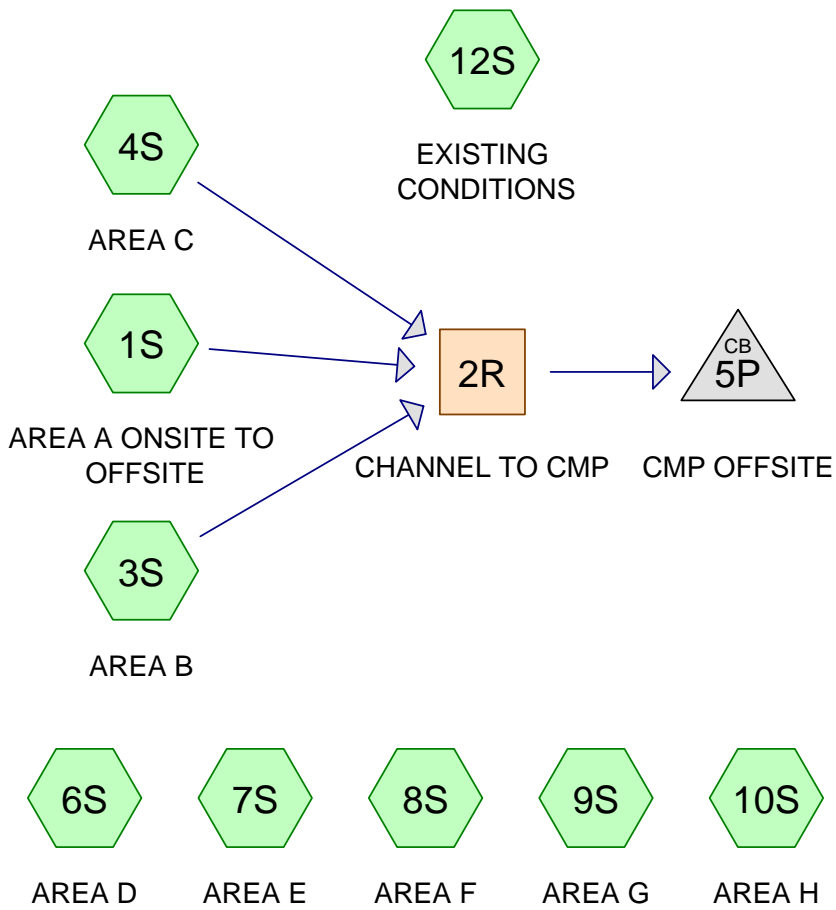 12S
EXISTING
CONDITIONS
4S
AREA C
1S
AREA A ONSITE TO
OFFSITE
2R
CHANNEL TO CMP
CB
5P
CMP OFFSITE
3S
AREA B
6S
AREA D
7S
AREA E
8S
AREA F
9S
AREA G
10S
AREA H